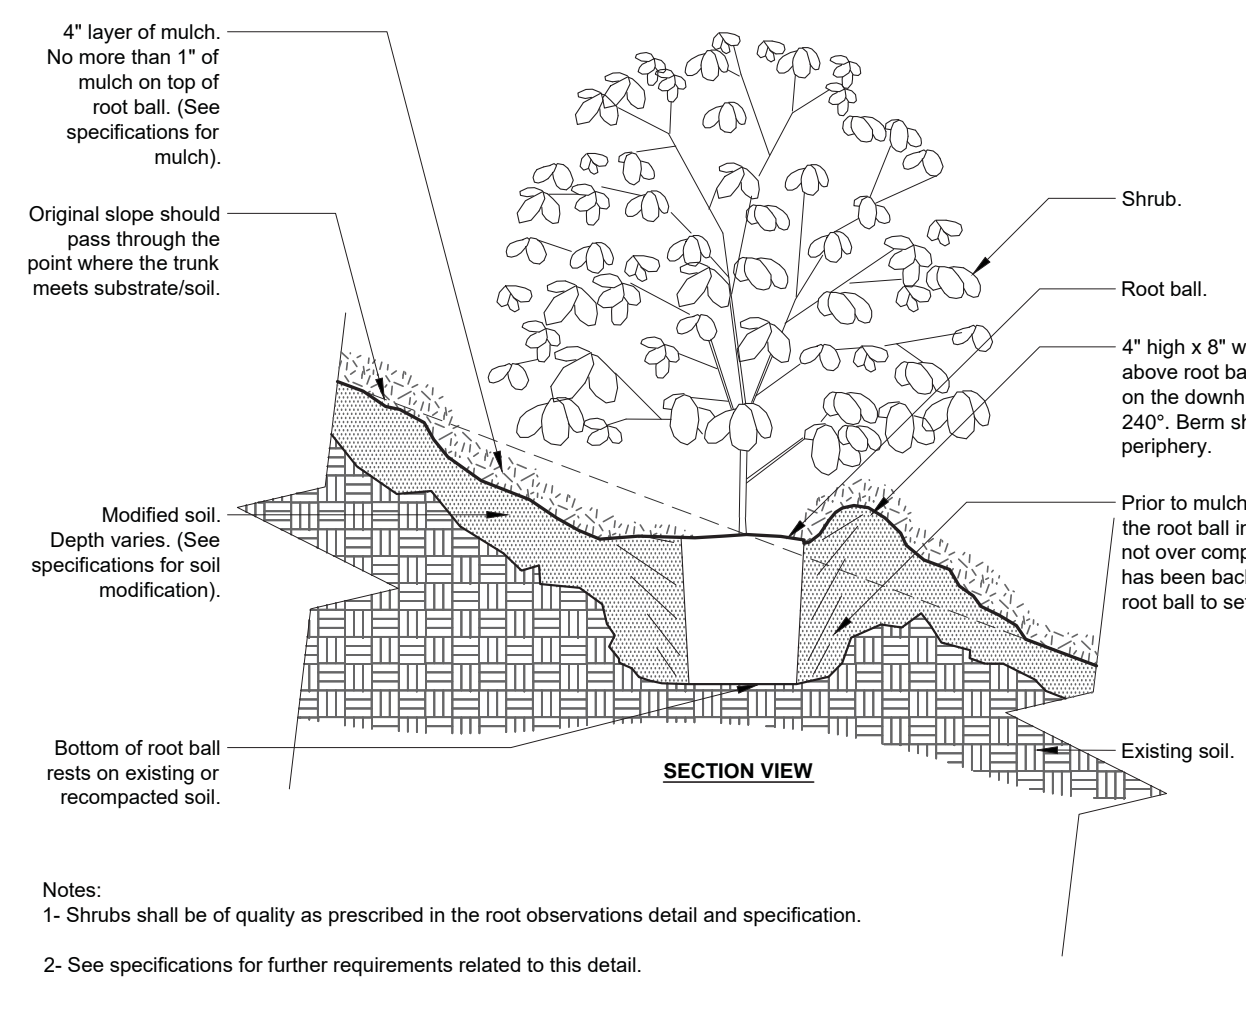 4" layer of mulch.
No more than 1" of
mulch on top of
root ball. (See
specifications for
mulch).
Original slope should
pass through the
point where the trunk
meets substrate/soil.
Modified soil.
Depth varies. (See
specifications for soil
modification).
Bottom of root ball
rests on existing or
recompacted soil.
Shrub.
Root ball.
4" high x 8" w
above root ba
on the downh
240°. Berm sh
periphery.
Prior to mulch
the root ball in
not over comp
has been back
root ball to se
Existing soil.
SECTION VIEW
Notes:
1- Shrubs shall be of quality as prescribed in the root observations detail and specification.
2- See specifications for further requirements related to this detail.